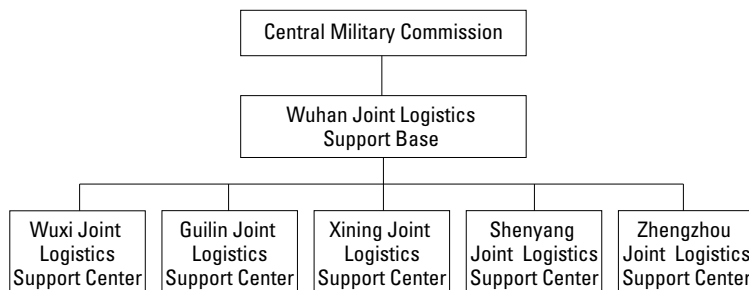 Central Military Commission
Wuhan Joint Logistics
Support Base
Wuxi Joint
Logistics
Support Center
Guilin Joint
Logistics
Support Center
Xining Joint
Logistics
Support Center
Shenyang
Joint Logistics
Support Center
Zhengzhou
Joint Logistics
Support Center